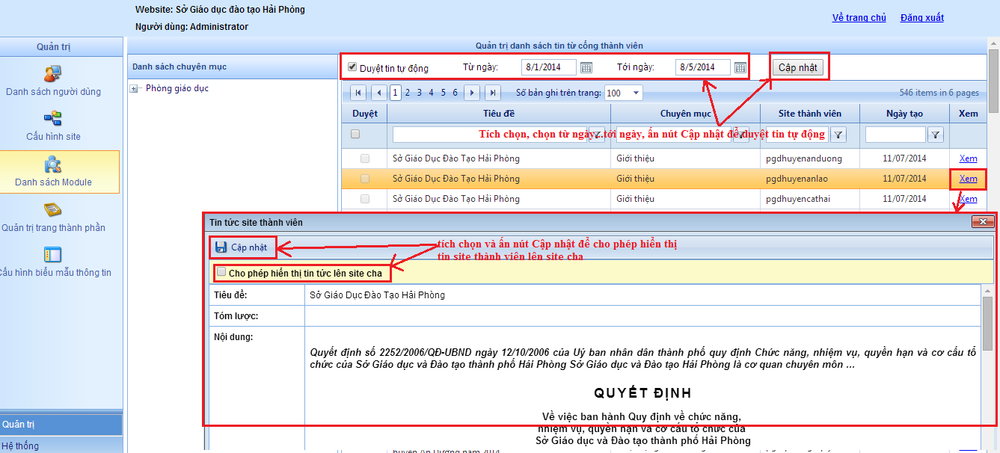 Website: Sở Giáo dục đào tạo Hải Phòng
Người dùng: Administrator
Về trang chủ Đăng xuất
Quản trị
Danh sách người dùng
Cấu hình site
Danh sách Module
Quản trị trang thành phần
Cấu hình biểu mẫu thông tin
Quản trị
Hệ thống
Quản trị danh sách tin từ cổng thành viên
Danh sách chuyên mục
Phòng giáo dục
Duyệt tin tự động Từ ngày: 8/1/2014 Tới ngày: 8/5/2014 Cập nhật
1 2 3 4 5 6 Số bản ghi trên trang: 100 546 items in 6 pages
Duyệt Tiêu đề Chuyên mục Site thành viên Ngày tạo Xem
Tích chọn, chọn từ ngày...tới ngày, ấn nút Cập nhật để duyệt tin tự động
Sở Giáo Dục Đào Tạo Hải Phòng Giới thiệu pgdhuyenanduong 11/07/2014 Xem
Sở Giáo Dục Đào Tạo Hải Phòng Giới thiệu pgdhuyenanlao 11/07/2014 Xem
Sở Giáo Dục Đào Tạo Hải Phòng Giới thiệu pgdhuyencathai 11/07/2014 Xem
Tin tức site thành viên
Cập nhật
tích chọn và ấn nút Cập nhật để cho phép hiển thị
tin site thành viên lên site cha
Cho phép hiển thị tin tức lên site cha
Tiêu đề: Sở Giáo Dục Đào Tạo Hải Phòng
Tóm lược:
Nội dung:
Quyết định số 2252/2006/QĐ-UBND ngày 12/10/2006 của Uỷ ban nhân dân thành phố quy định Chức năng, nhiệm vụ, quyền hạn và cơ cấu tổ
chức của Sở Giáo dục và Đào tạo thành phố Hải Phòng Sở Giáo dục và Đào tạo Hải Phòng là cơ quan chuyên môn ...
QUYẾT ĐỊNH
Về việc ban hành Quy định về chức năng,
nhiệm vụ, quyền hạn và cơ cấu tổ chức của
Sở Giáo dục và Đào tạo thành phố Hải Phòng